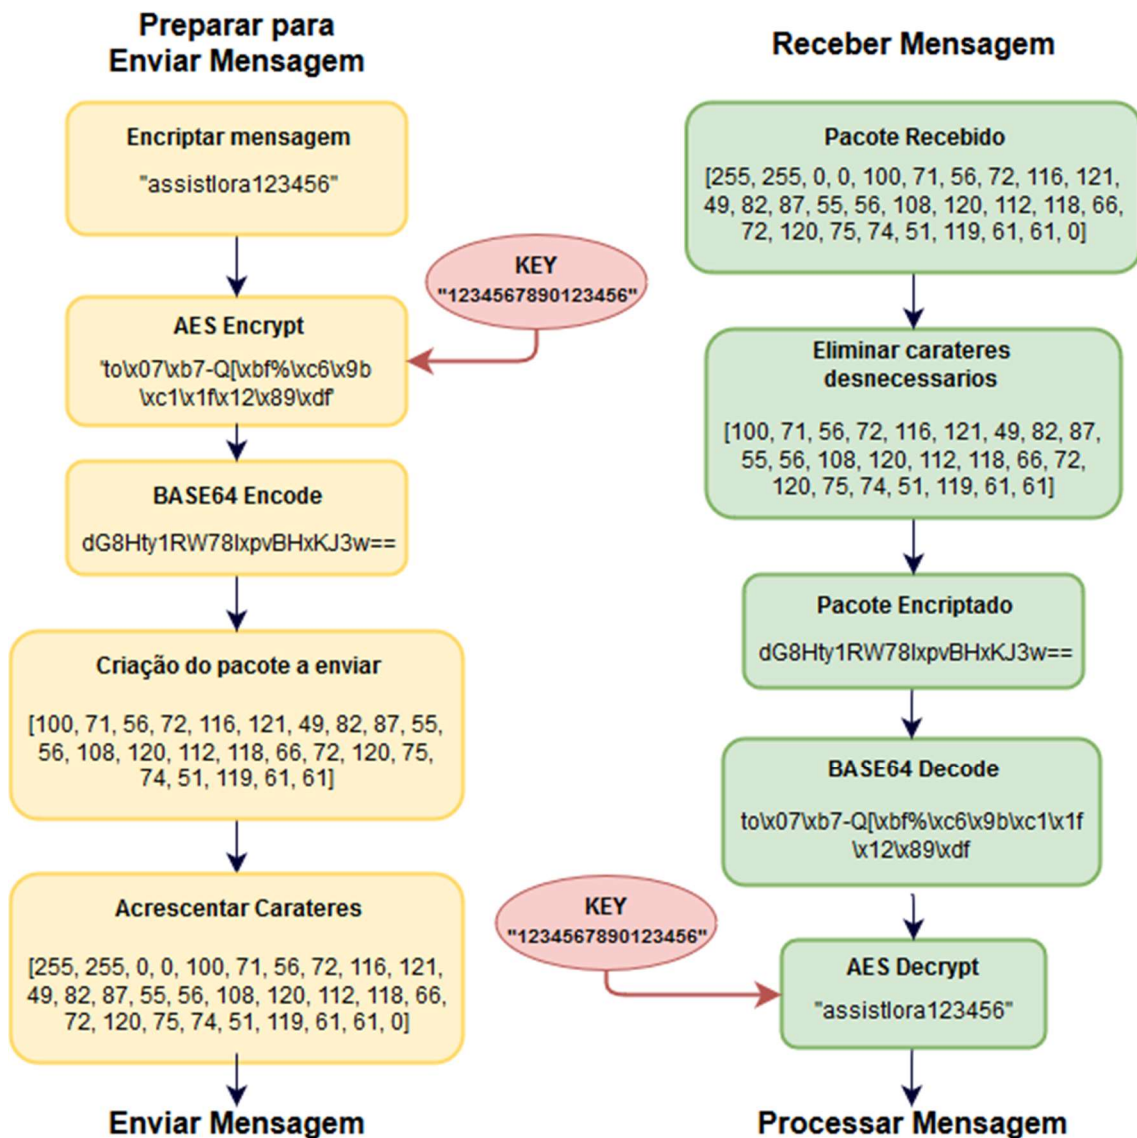 Preparar para
Enviar Mensagem
Encriptar mensagem
"assistlora123456"
KEY
"1234567890123456"
AES Encrypt
'to\x07\xb7-Q[\xbf%\xc6\x9b
\xc1\x1f\x12\x89\xdf'
BASE64 Encode
dG8Hty1RW78lxpvBHxKJ3w==
Criação do pacote a enviar
[100, 71, 56, 72, 116, 121, 49, 82, 87, 55,
56, 108, 120, 112, 118, 66, 72, 120, 75,
74, 51, 119, 61, 61]
Acrescentar Carateres
[255, 255, 0, 0, 100, 71, 56, 72, 116, 121,
49, 82, 87, 55, 56, 108, 120, 112, 118, 66,
72, 120, 75, 74, 51, 119, 61, 61, 0]
Enviar Mensagem
Receber Mensagem
Pacote Recebido
[255, 255, 0, 0, 100, 71, 56, 72, 116, 121,
49, 82, 87, 55, 56, 108, 120, 112, 118, 66,
72, 120, 75, 74, 51, 119, 61, 61, 0]
Eliminar carateres
desnecessarios
[100, 71, 56, 72, 116, 121, 49, 82, 87,
55, 56, 108, 120, 112, 118, 66, 72,
120, 75, 74, 51, 119, 61, 61]
Pacote Encriptado
dG8Hty1RW78lxpvBHxKJ3w==
BASE64 Decode
to\x07\xb7-Q[\xbf%\xc6\x9b\xc1\x1f
\x12\x89\xdf
KEY
"1234567890123456"
AES Decrypt
"assistlora123456"
Processar Mensagem